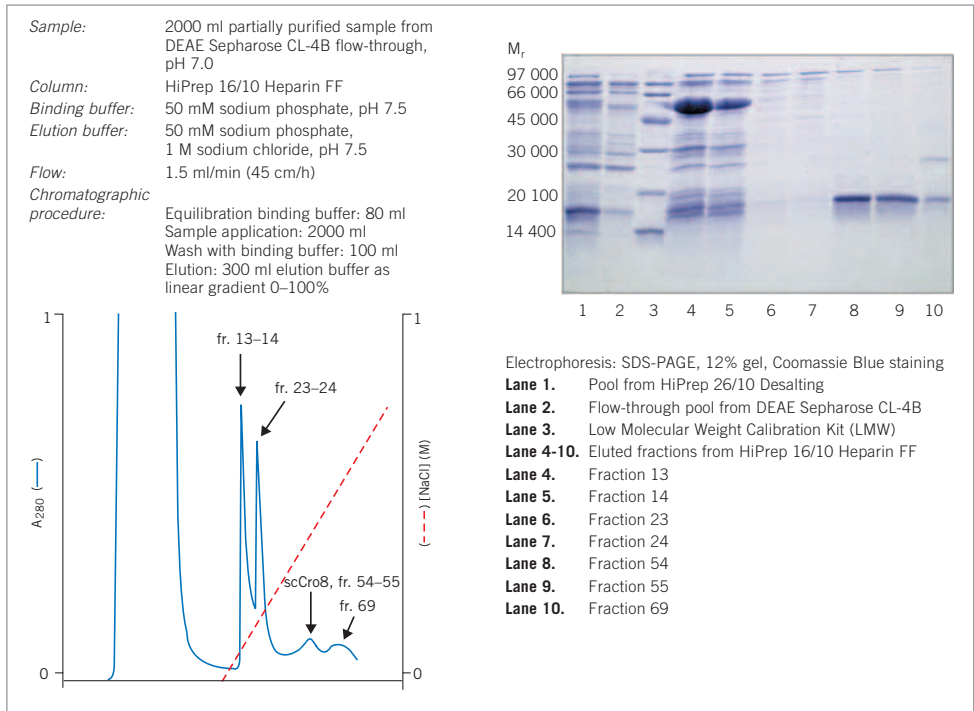 Sample: 2000 ml partially purified sample from
DEAE Sepharose CL-4B flow-through,
pH 7.0
Column: HiPrep 16/10 Heparin FF
Binding buffer: 50 mM sodium phosphate, pH 7.5
Elution buffer: 50 mM sodium phosphate,
1 M sodium chloride, pH 7.5
Flow: 1.5 ml/min (45 cm/h)
Chromatographic
procedure: Equilibration binding buffer: 80 ml
Sample application: 2000 ml
Wash with binding buffer: 100 ml
Elution: 300 ml elution buffer as
linear gradient 0–100%
1
1
fr. 13–14
fr. 23–24
A280 (—)
(---) [NaCl] (M)
scCro8, fr. 54–55
fr. 69
0
0
Mr
97 000
66 000
45 000
30 000
20 100
14 400
1 2 3 4 5 6 7 8 9 10
Electrophoresis: SDS-PAGE, 12% gel, Coomassie Blue staining
Lane 1. Pool from HiPrep 26/10 Desalting
Lane 2. Flow-through pool from DEAE Sepharose CL-4B
Lane 3. Low Molecular Weight Calibration Kit (LMW)
Lane 4-10. Eluted fractions from HiPrep 16/10 Heparin FF
Lane 4. Fraction 13
Lane 5. Fraction 14
Lane 6. Fraction 23
Lane 7. Fraction 24
Lane 8. Fraction 54
Lane 9. Fraction 55
Lane 10. Fraction 69